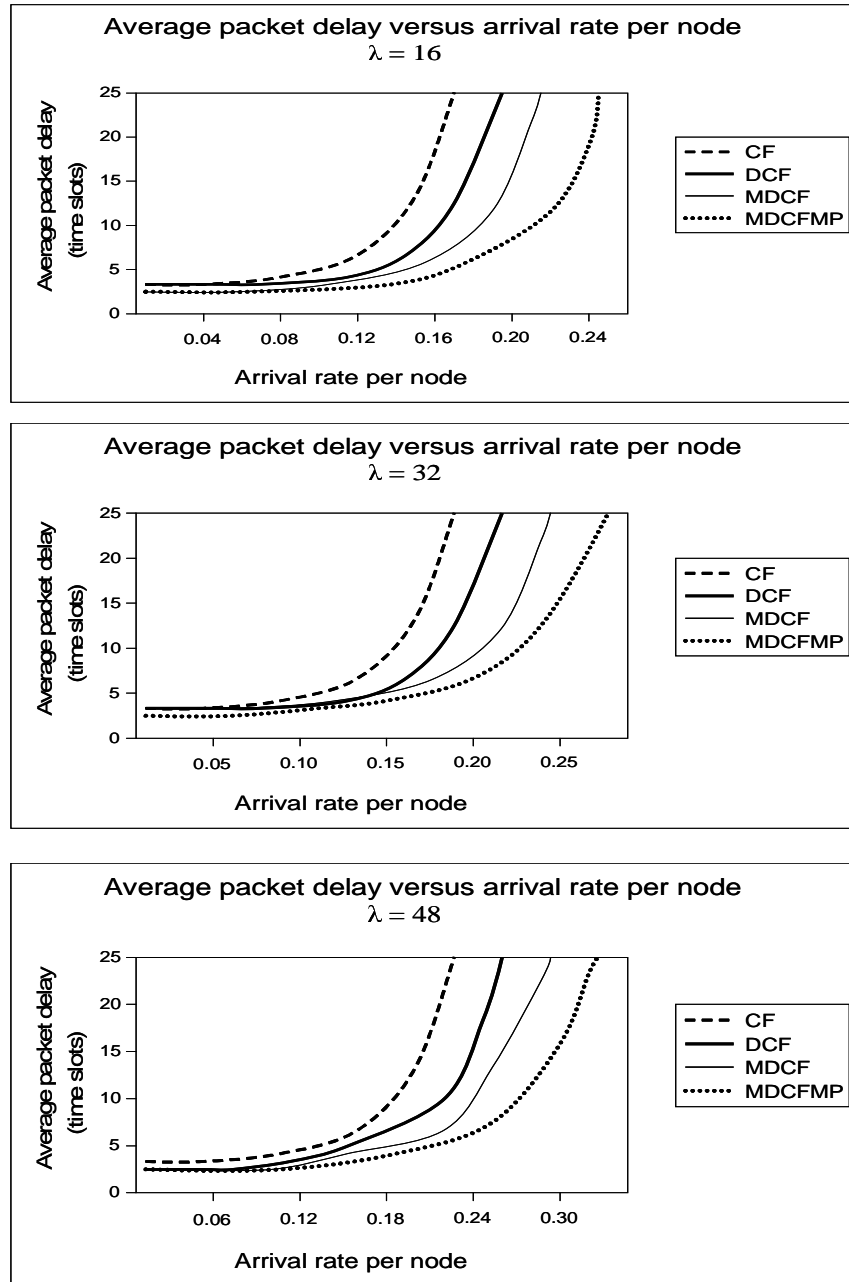 Average packet delay versus arrival rate per node
λ = 16
Average packet delay
(time slots)
25
20
15
10
5
0
0.04 0.08 0.12 0.16 0.20 0.24
Arrival rate per node
CF
DCF
MDCF
MDCFMP
Average packet delay versus arrival rate per node
λ = 32
Average packet delay
(time slots)
25
20
15
10
5
0
0.05 0.10 0.15 0.20 0.25
Arrival rate per node
CF
DCF
MDCF
MDCFMP
Average packet delay versus arrival rate per node
λ = 48
Average packet delay
(time slots)
25
20
15
10
5
0
0.06 0.12 0.18 0.24 0.30
Arrival rate per node
CF
DCF
MDCF
MDCFMP